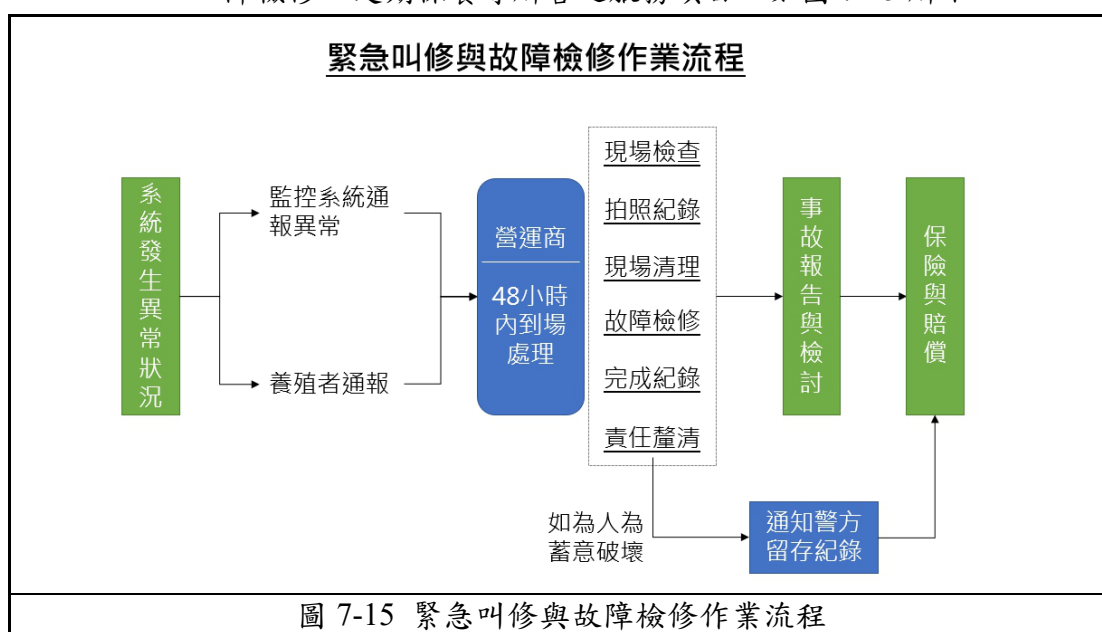 緊急叫修與故障檢修作業流程
系統發生異常狀況
監控系統通
報異常
養殖者通報
營運商
48小時
內到場
處理
現場檢查
拍照紀錄
現場清理
故障檢修
完成紀錄
責任釐清
事故報告與檢討
保險與賠償
如為人為
蓄意破壞
通知警方
留存紀錄
圖 7-15 緊急叫修與故障檢修作業流程